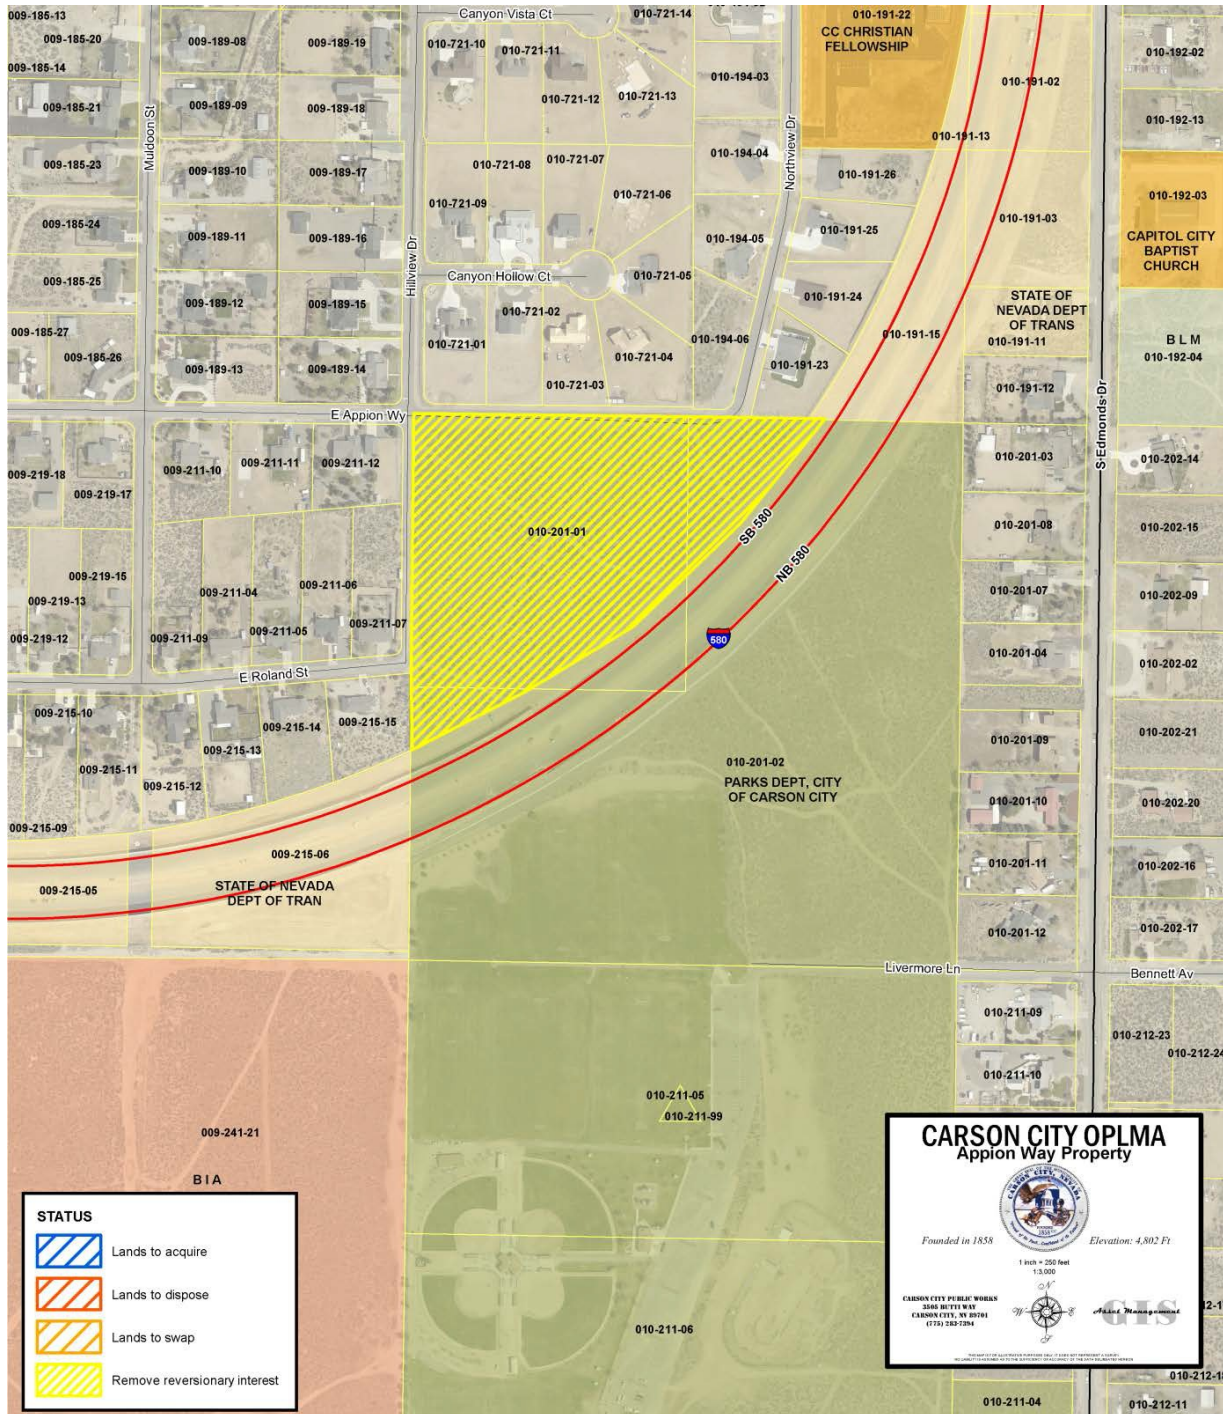 009-185-13
009-185-20
009-185-14
009-185-21
009-185-23
009-185-24
009-185-25
009-185-27
009-185-26
Muldoon St
009-189-08
009-189-19
009-189-09
009-189-18
009-189-10
009-189-17
009-189-11
009-189-16
009-189-12
009-189-15
009-189-13
009-189-14
Hillview Dr
Canyon Vista Ct
010-721-14
010-721-10
010-721-11
010-721-12
010-721-13
010-721-08
010-721-07
010-721-06
010-721-09
Canyon Hollow Ct
010-721-05
010-721-02
010-721-01
010-721-04
010-721-03
010-194-03
010-194-04
010-194-05
010-194-06
Northview Dr
010-191-22
CC CHRISTIAN
FELLOWSHIP
010-191-13
010-191-26
010-191-25
010-191-24
010-191-23
010-191-15
010-191-02
010-191-03
STATE OF
NEVADA DEPT
OF TRANS
010-191-11
010-191-12
010-192-02
010-192-13
010-192-03
CAPITOL CITY
BAPTIST
CHURCH
B L M
010-192-04
S Edmonds Dr
E Appion Wy
009-219-18
009-219-17
009-219-15
009-219-13
009-219-12
009-211-10
009-211-11
009-211-12
009-211-04
009-211-06
009-211-09
009-211-05
009-211-07
E Roland St
010-201-01
SB 580
NB 580
580
010-201-03
010-201-08
010-201-07
010-201-04
010-201-09
010-201-10
010-201-11
010-201-12
010-202-14
010-202-15
010-202-09
010-202-02
010-202-21
010-202-20
010-202-16
010-202-17
009-215-10
009-215-14
009-215-15
009-215-13
009-215-11
009-215-12
009-215-09
009-215-06
009-215-05
STATE OF NEVADA
DEPT OF TRAN
010-201-02
PARKS DEPT, CITY
OF CARSON CITY
Livermore Ln
Bennett Av
010-211-09
010-211-10
010-212-23
010-212-24
010-211-05
010-211-99
009-241-21
B I A
010-211-06
010-211-04
010-212-11
STATUS
Lands to acquire
Lands to dispose
Lands to swap
Remove reversionary interest
CARSON CITY OPLMA
Appion Way Property
CARSON CITY, NEVADA
Founded in 1858
Elevation: 4,802 Ft
1 inch = 250 feet
1:3,000
CARSON CITY PUBLIC WORKS
3505 BUTTI WAY
CARSON CITY, NV 89701
(775) 283-7394
N
W
E
S
Asset Management
GIS